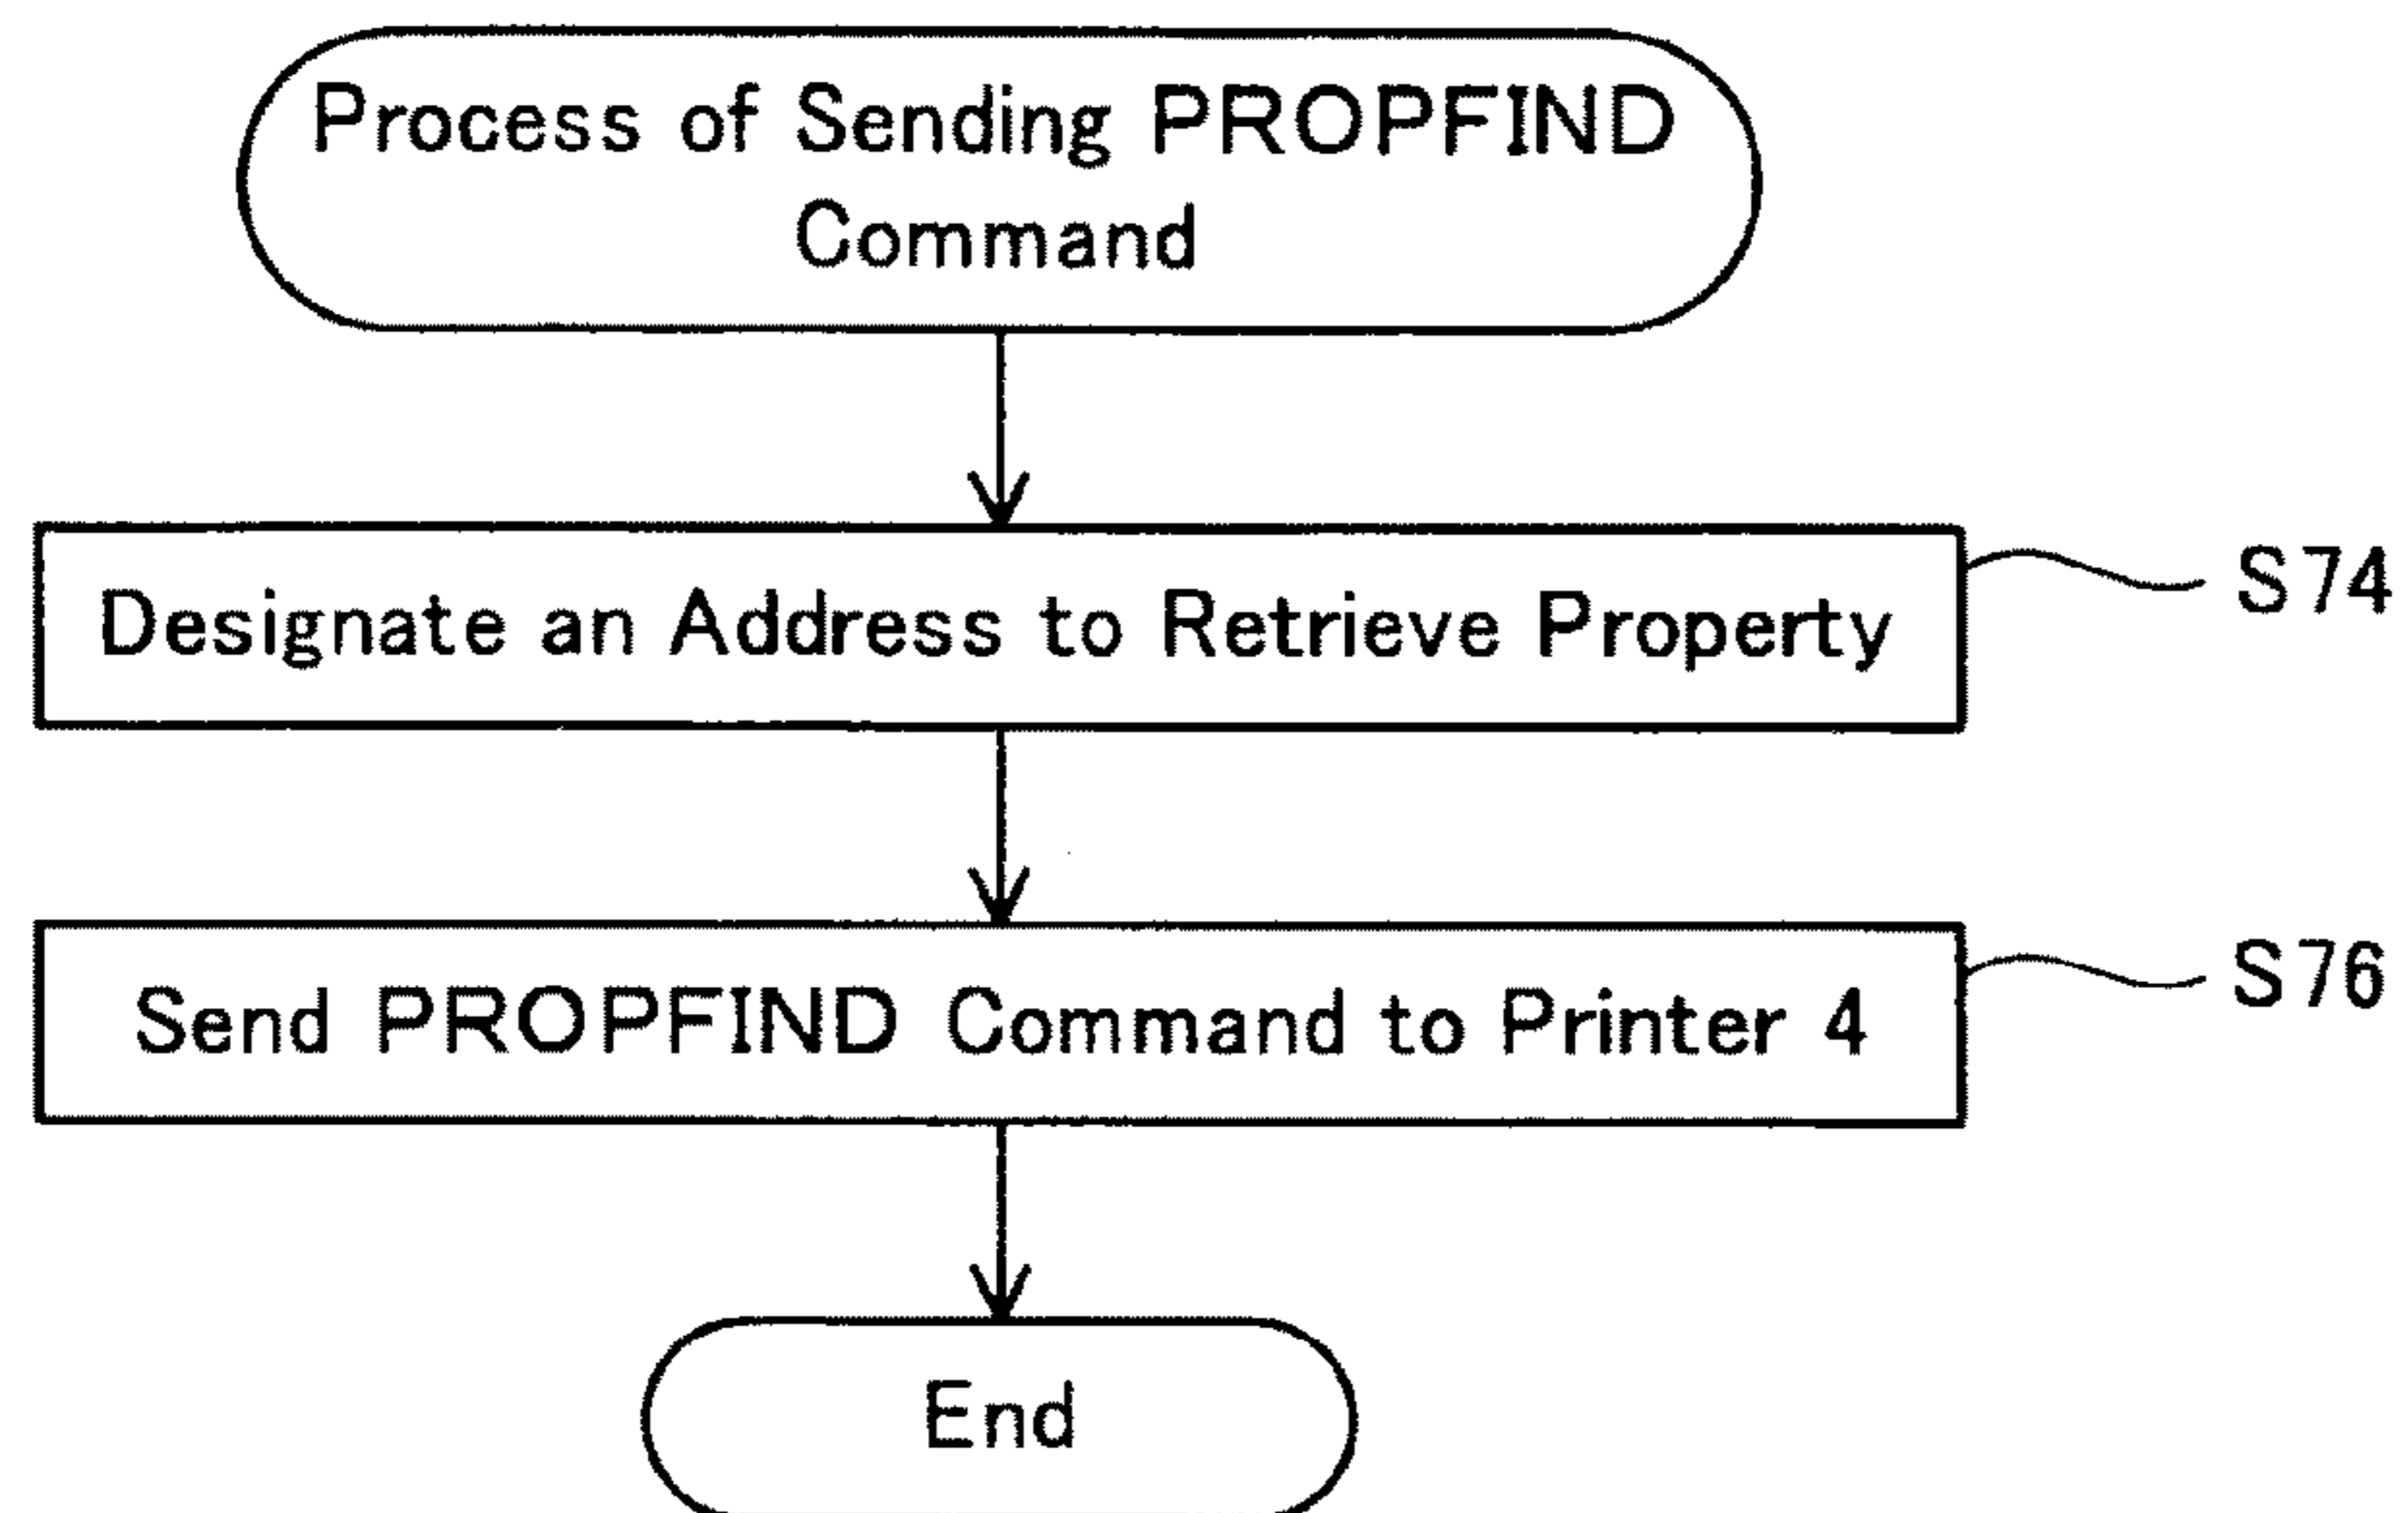 Process of Sending PROPFIND
Command
Designate an Address to Retrieve Property
S74
Send PROPFIND Command to Printer 4
S76
End